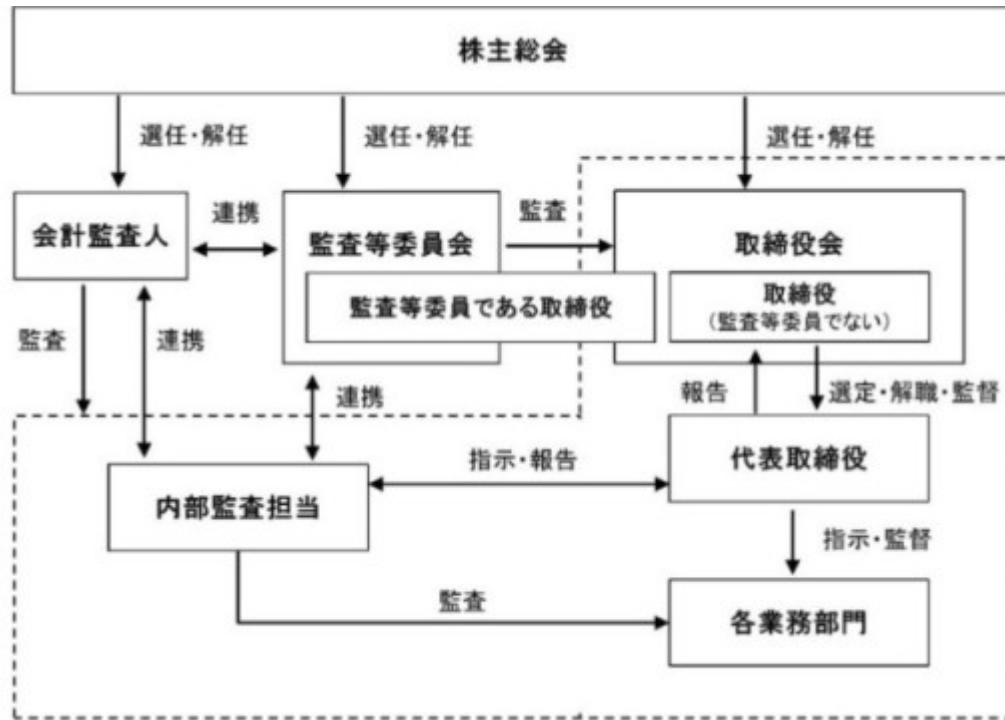 株主総会
選任・解任
選任・解任
選任・解任
会計監査人
連携
監査等委員会
監査
取締役会
監査等委員である取締役
取締役
（監査等委員でない）
監査
連携
連携
報告
選定・解職・監督
代表取締役
指示・報告
内部監査担当
指示・監督
監査
各業務部門